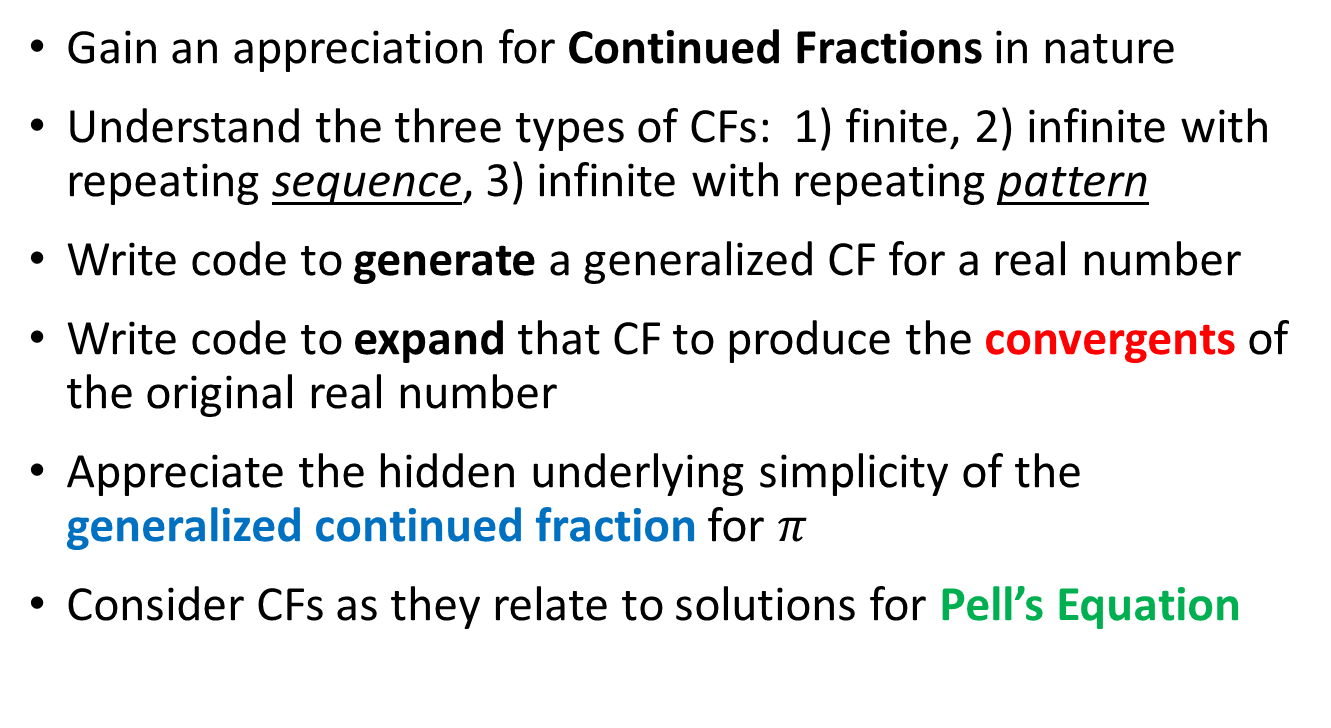 • Gain an appreciation for Continued Fractions in nature
• Understand the three types of CFs:  1) finite, 2) infinite with
repeating sequence, 3) infinite with repeating pattern
• Write code to generate a generalized CF for a real number
• Write code to expand that CF to produce the convergents of
the original real number
• Appreciate the hidden underlying simplicity of the
generalized continued fraction for 𝜋
• Consider CFs as they relate to solutions for Pell’s Equation